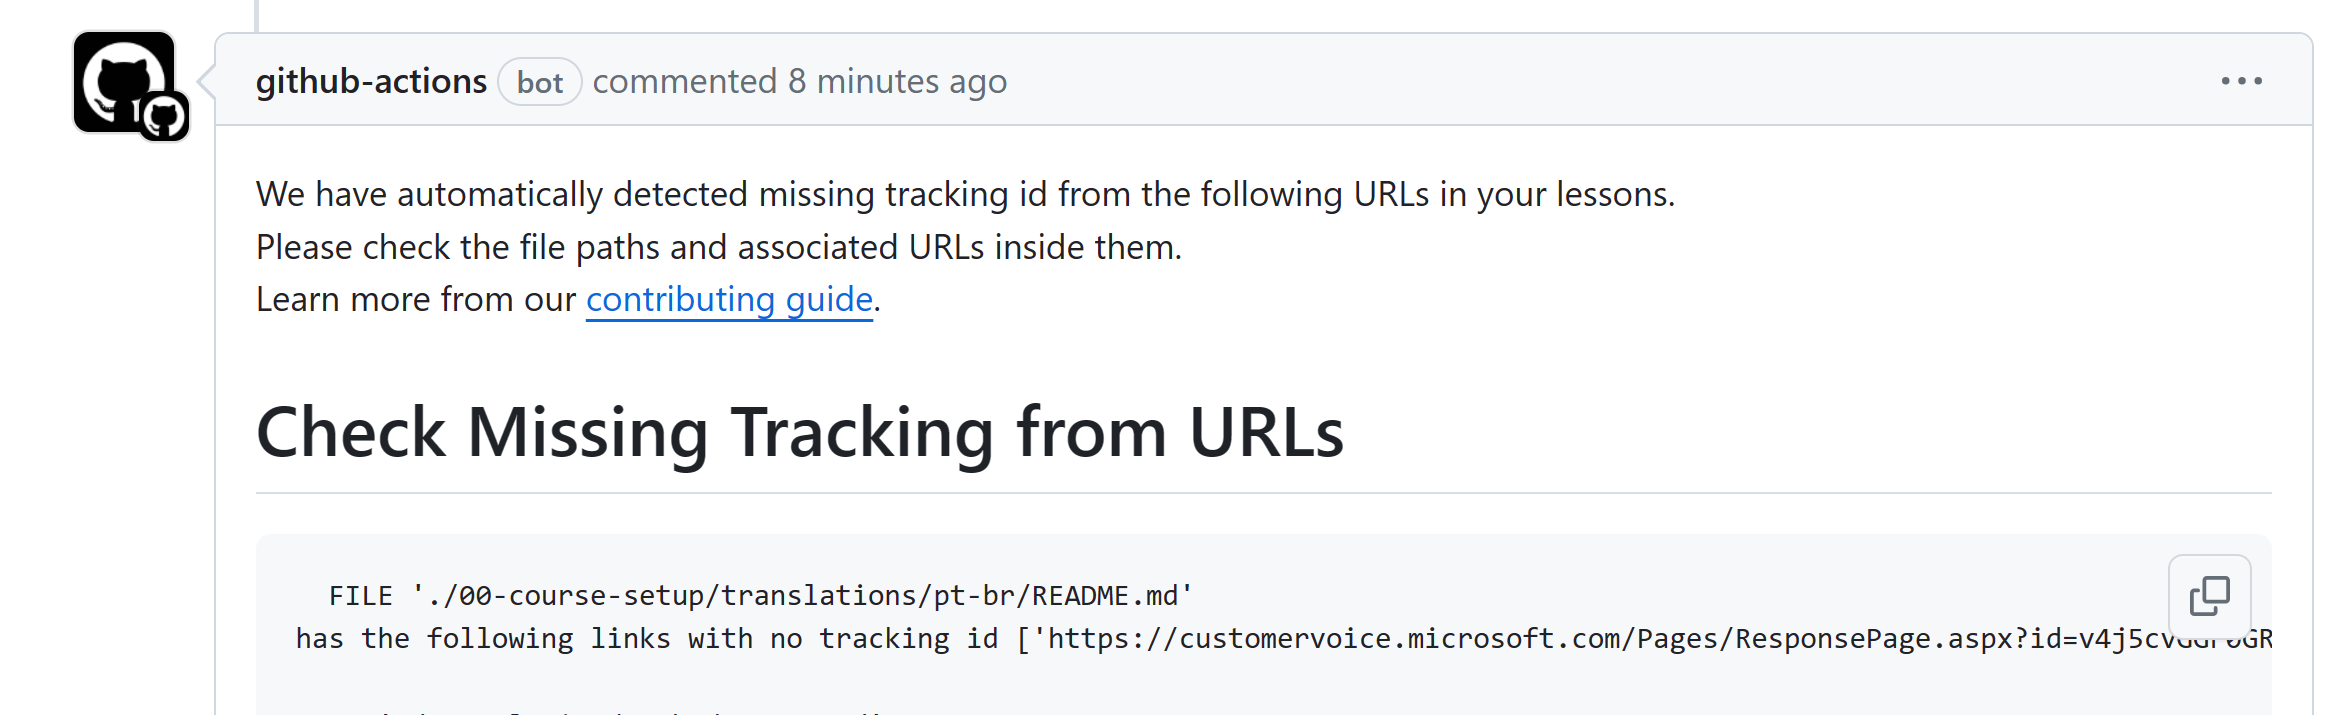 github-actions bot commented 8 minutes ago
We have automatically detected missing tracking id from the following URLs in your lessons.
Please check the file paths and associated URLs inside them.
Learn more from our contributing guide.
Check Missing Tracking from URLs
FILE './00-course-setup/translations/pt-br/README.md'
has the following links with no tracking id ['https://customervoice.microsoft.com/Pages/ResponsePage.aspx?id=v4j5cvGGr0GR